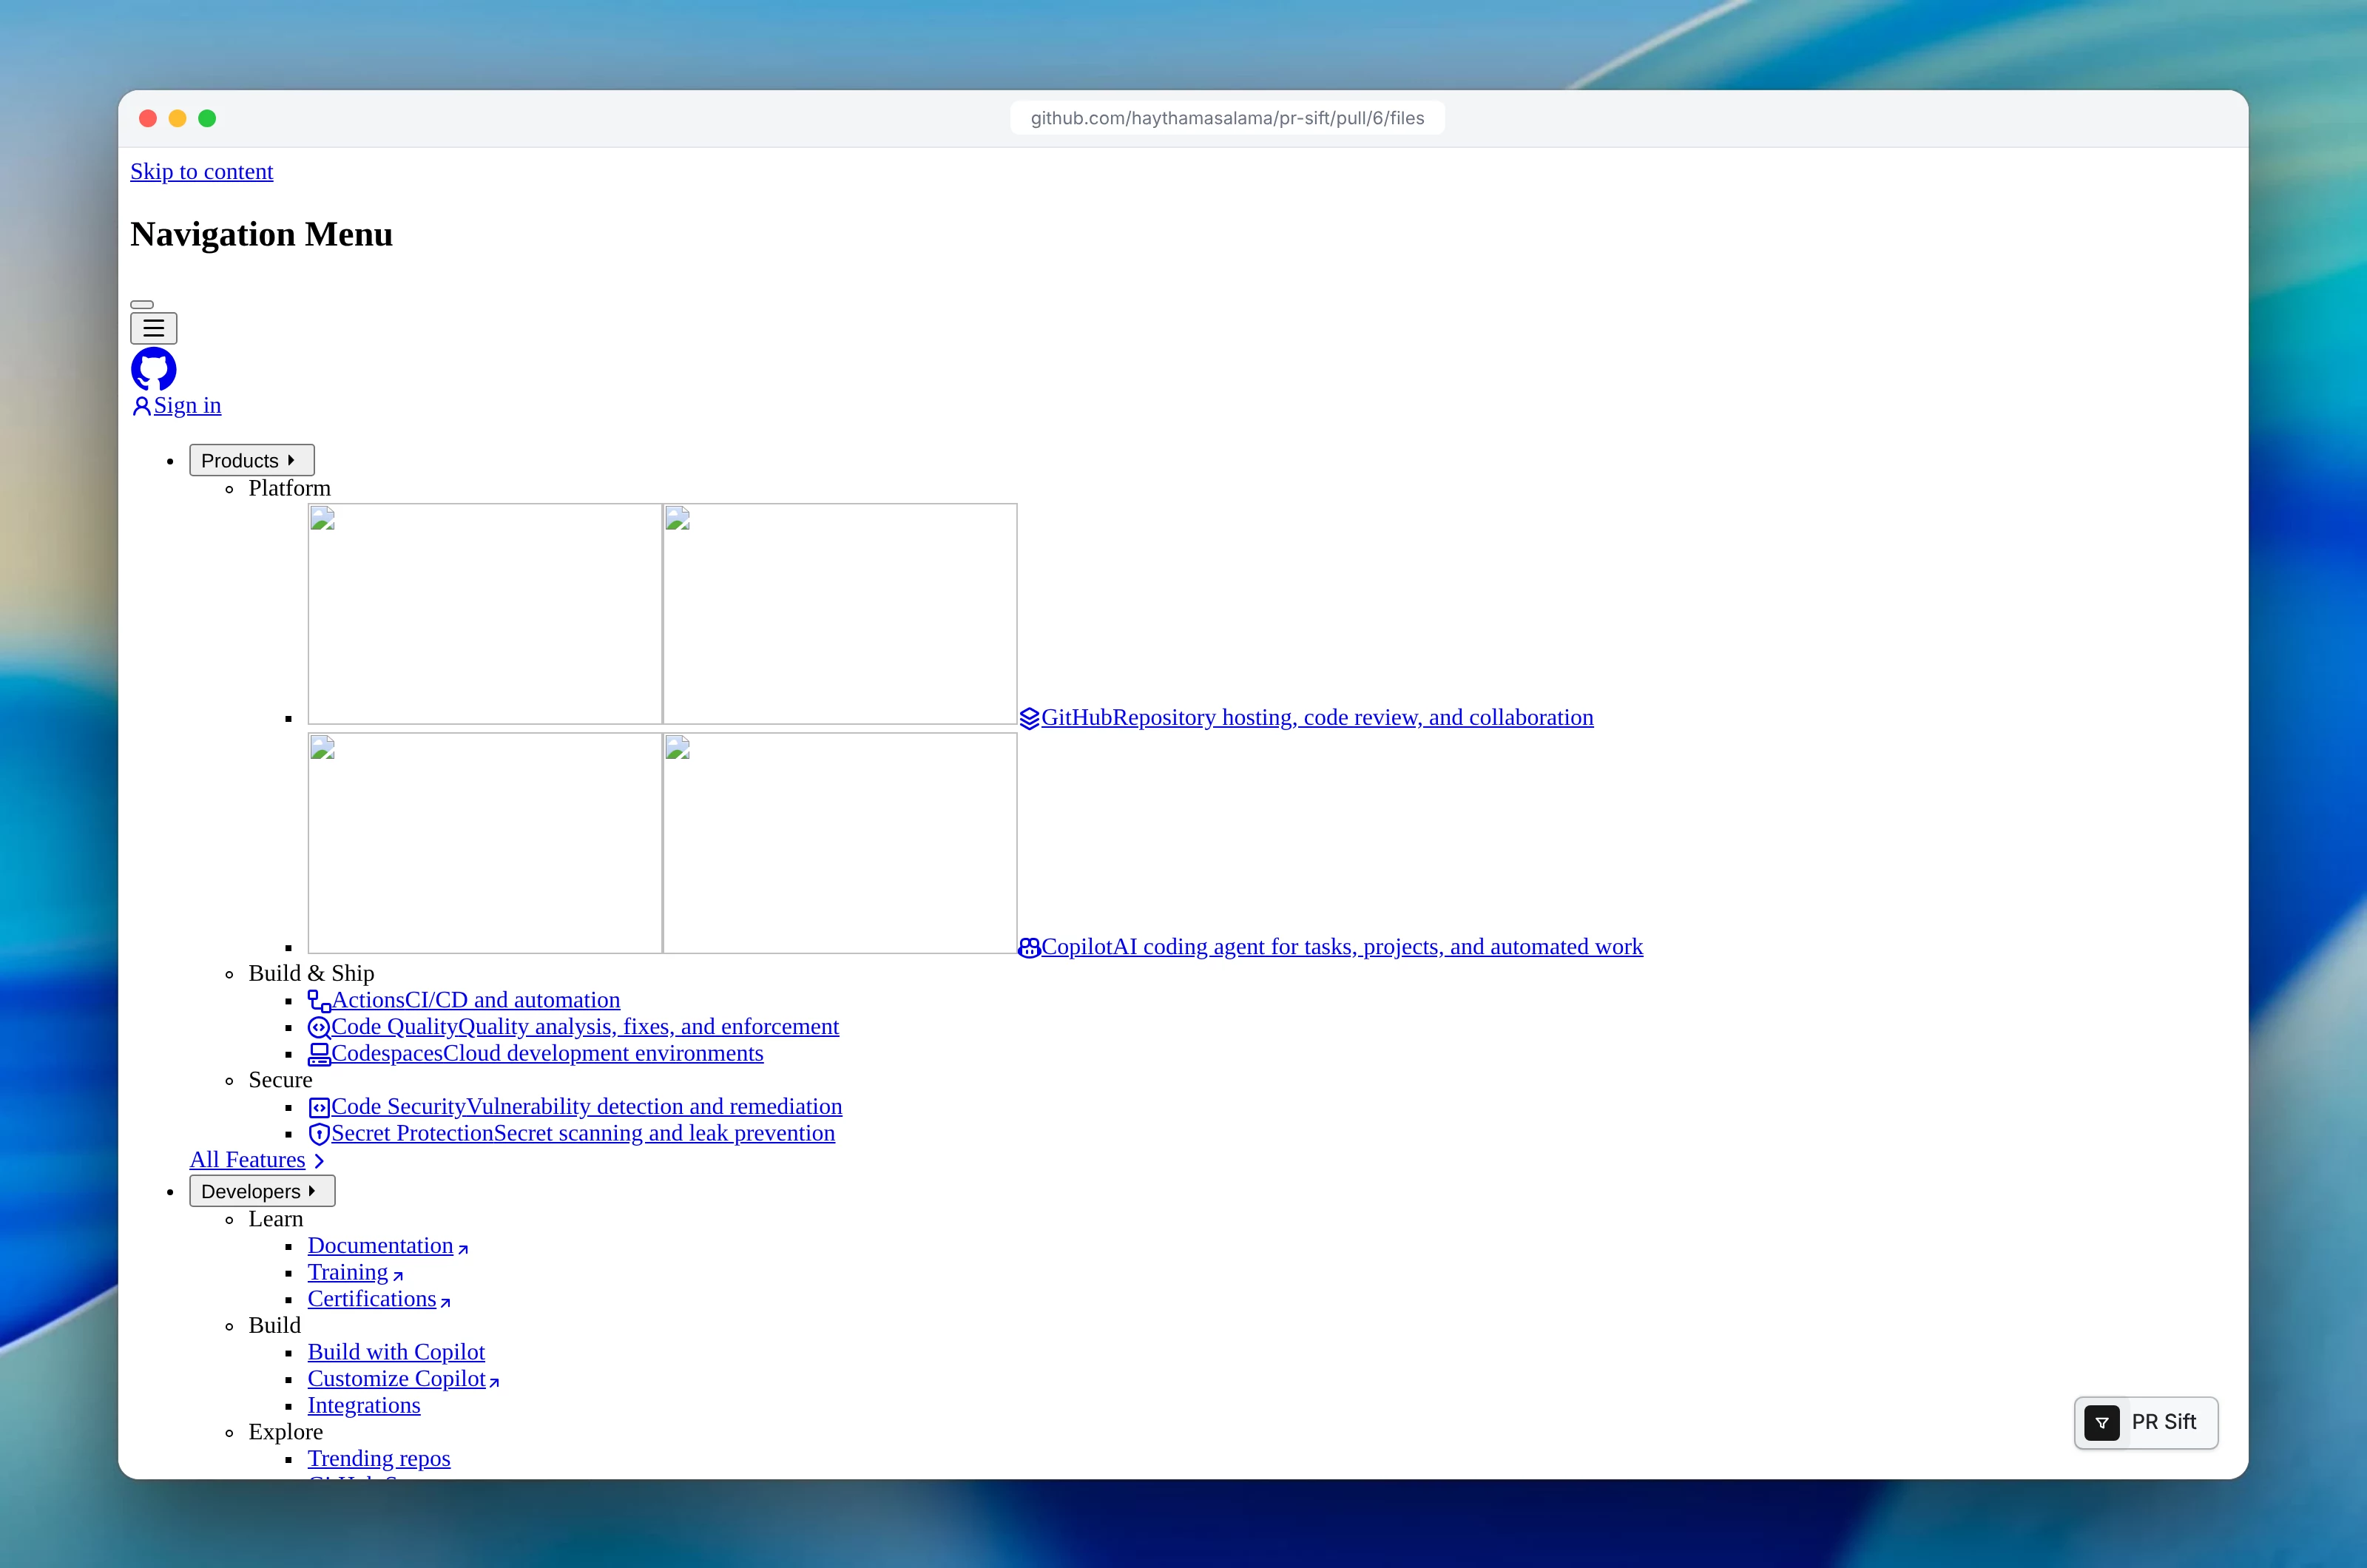 github.com/haythamasalama/pr-sift/pull/6/files
Skip to content
Navigation Menu
Sign in
Products
Platform
GitHubRepository hosting, code review, and collaboration
CopilotAI coding agent for tasks, projects, and automated work
Build & Ship
ActionsCI/CD and automation
Code QualityQuality analysis, fixes, and enforcement
CodespacesCloud development environments
Secure
Code SecurityVulnerability detection and remediation
Secret ProtectionSecret scanning and leak prevention
All Features
Developers
Learn
Documentation
Training
Certifications
Build
Build with Copilot
Customize Copilot
Integrations
Explore
Trending repos
PR Sift